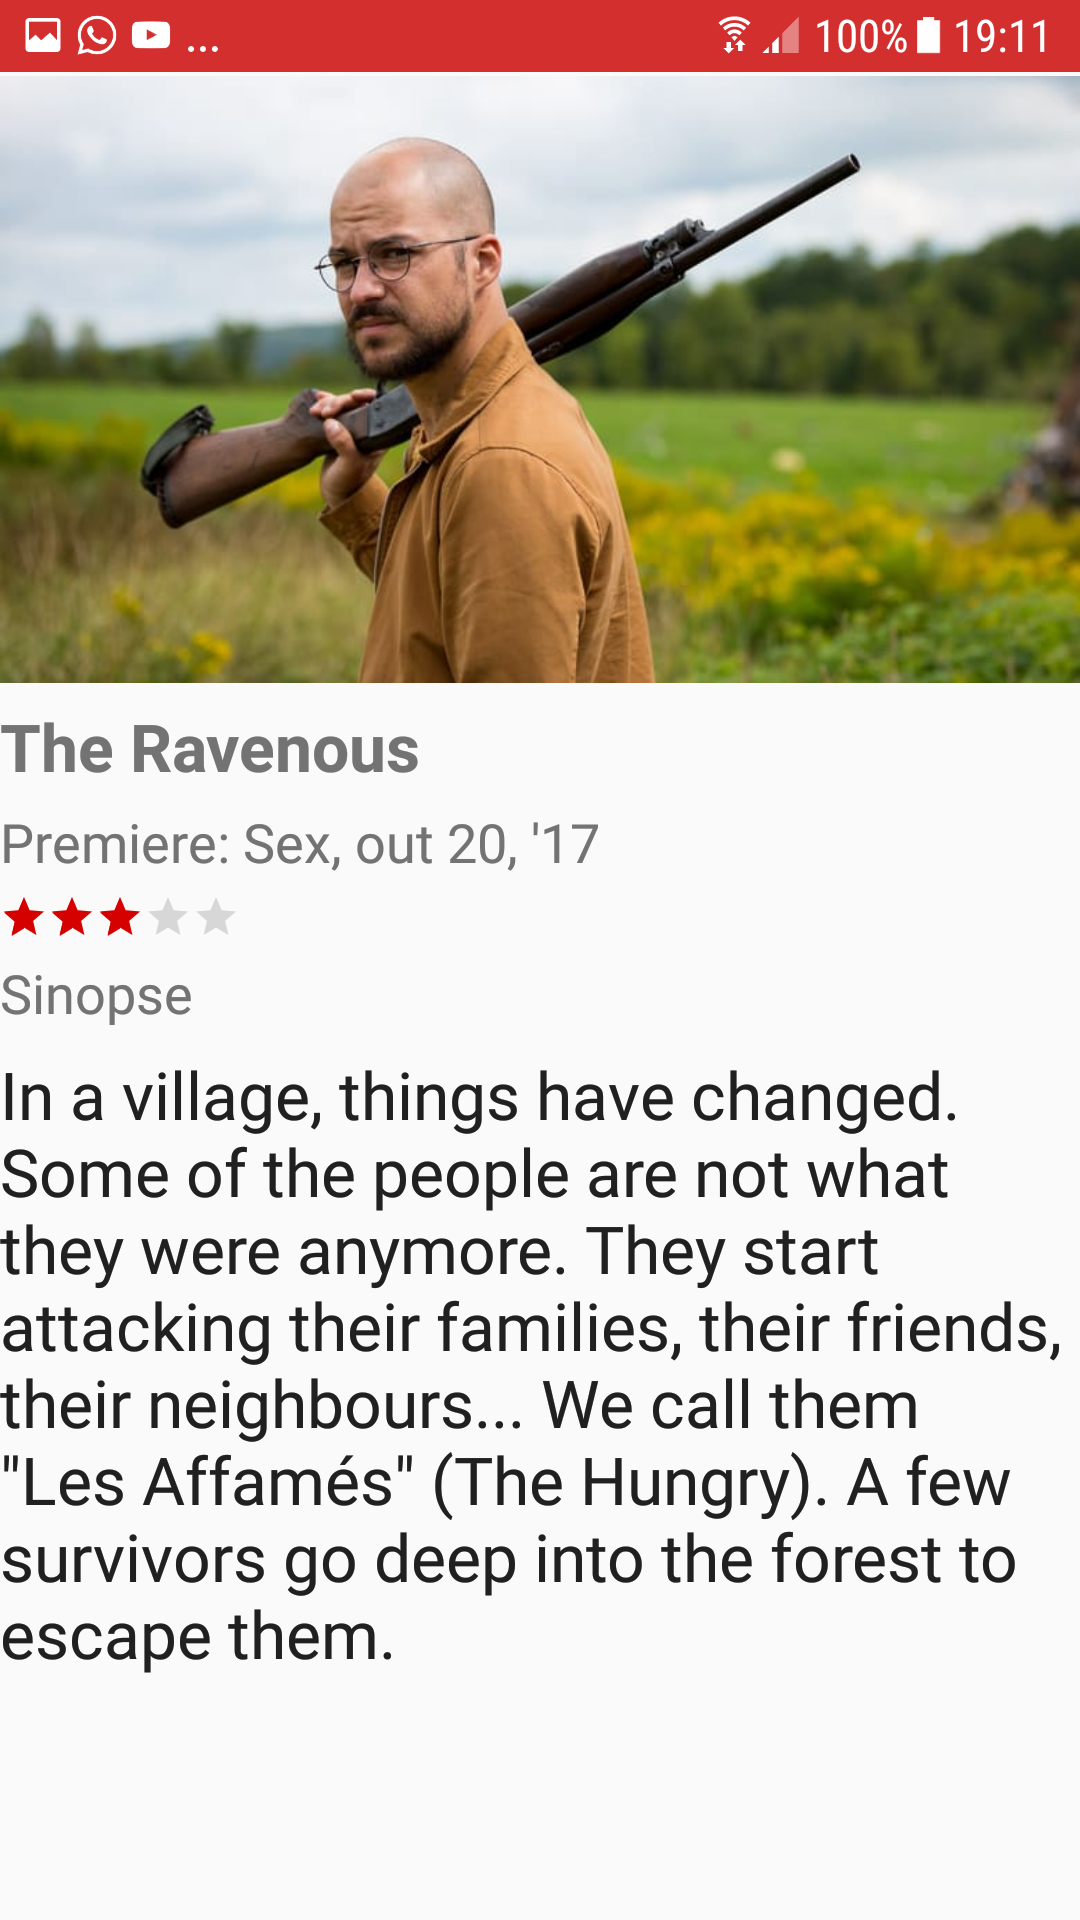 ... 100% 19:11
The Ravenous
Premiere: Sex, out 20, '17
Sinopse
In a village, things have changed.
Some of the people are not what
they were anymore. They start
attacking their families, their friends,
their neighbours... We call them
"Les Affamés" (The Hungry). A few
survivors go deep into the forest to
escape them.